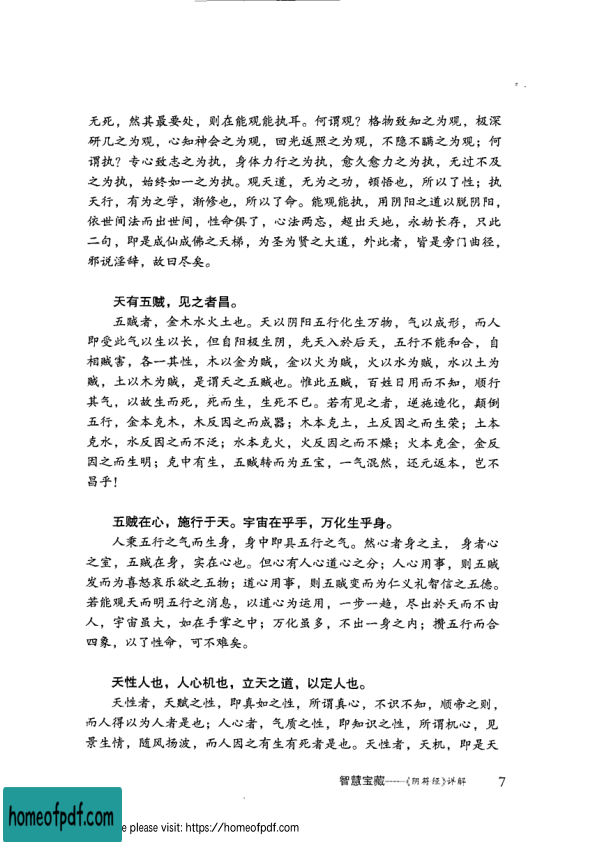 无死，然其最要处，则在能观能执耳。何谓观？格物致知之为观，极深
研几之为观，心知神会之为观，回光返照之为观，不隐不瞒之为观；何
谓执？专心致志之为执，身体力行之为执，愈久愈力之为执，无过不及
之为执，始终如一之为执。观天道，无为之功，顿悟也，所以了性；执
天行，有为之学，渐修也，所以了命。能观能执，用阴阳之道以脱阴阳，
依世间法而出世间，性命俱了，心法两忘，超出天地，永劫长存，只此
二句，即是成仙成佛之天梯，为圣为贤之大道，外此者，皆是旁门曲径，
邪说淫辞，故曰尽矣。
天有五贼，见之者昌。
五贼者，金木水火土也。天以阴阳五行化生万物，气以成形，而人
即受此气以生以长，但自阳极生阴，先天入於后天，五行不能和合，自
相贼害，各一其性，木以金为贼，金以火为贼，火以水为贼，水以土为
贼，土以木为贼，是谓天之五贼也。惟此五贼，百姓日用而不知，顺行
其气，以故生而死，死而生，生死不已。若有见之者，逆施造化，颠倒
五行，金本克木，木反因之而成器；木本克土，土反因之而生荣；土本
克水，水反因之而不泛；水本克火，火反因之而不燥；火本克金，金反
因之而生明；克中有生，五贼转而为五宝，一气混然，还元返本，岂不
昌乎！
五贼在心，施行于天。宇宙在乎手，万化生乎身。
人秉五行之气而生身，身中即具五行之气。然心者身之主， 身者心
之室，五贼在身，实在心也。但心有人心道心之分；人心用事，则五贼
发而为喜怒哀乐欲之五物；道心用事，则五贼变而为仁义礼智信之五德。
若能观天而明五行之消息，以道心为运用，一步一趋，尽出於天而不由
人，宇宙虽大，如在手掌之中；万化虽多，不出一身之内；攒五行而合
四象，以了性命，可不难矣。
天性人也，人心机也，立天之道，以定人也。
天性者，天赋之性，即真如之性，所谓真心，不识不知，顺帝之则，
而人得以为人者是也；人心者，气质之性，即知识之性，所谓机心，见
景生情，随风扬波，而人因之有生有死者是也。天性者，天机，即是天
智慧宝藏——《阴符经》详解 7
homeofpdf.com
e please visit: https://homeofpdf.com